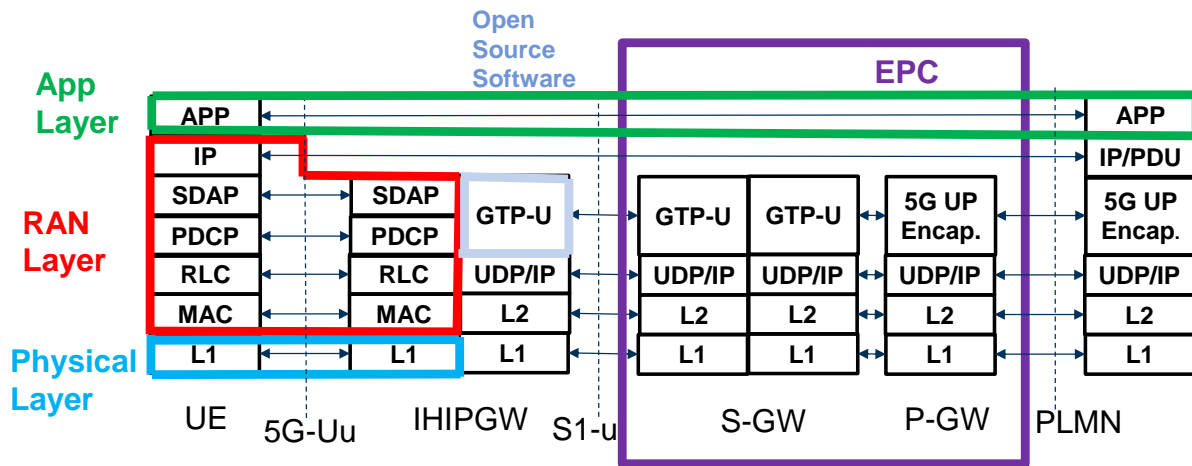 Open
Source
Software
EPC
App
Layer
APP
APP
IP
IP/PDU
RAN
Layer
SDAP
SDAP
GTP-U
GTP-U
GTP-U
5G UP
Encap.
5G UP
Encap.
PDCP
PDCP
RLC
RLC
UDP/IP
UDP/IP
UDP/IP
UDP/IP
UDP/IP
MAC
MAC
L2
L2
L2
L2
L2
Physical
Layer
L1
L1
L1
L1
L1
L1
L1
UE
5G-Uu
IHIPGW
S1-u
S-GW
P-GW
PLMN